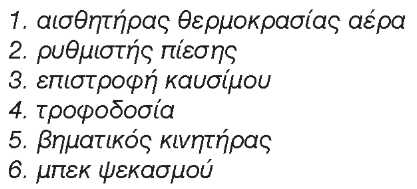 1. αισθητήρας θερμοκρασίας αέρα
2. ρυθμιστής πίεσης
3. επιστροφή καυσίμου
4. τροφοδοσία
5. βηματικός κινητήρας
6. μπεκ ψεκασμού